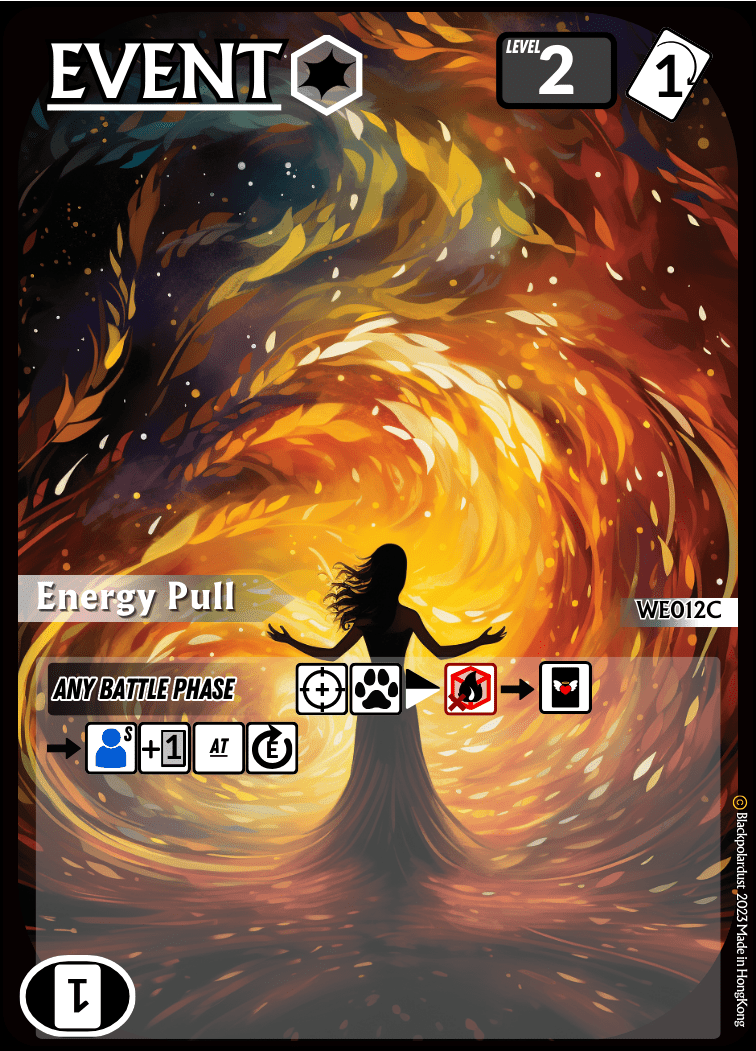 EVENT
LEVEL 2
1
Energy Pull
WE012C
ANY BATTLE PHASE
S +1 AT E
© Blackpolardust 2023 Made in HongKong
1